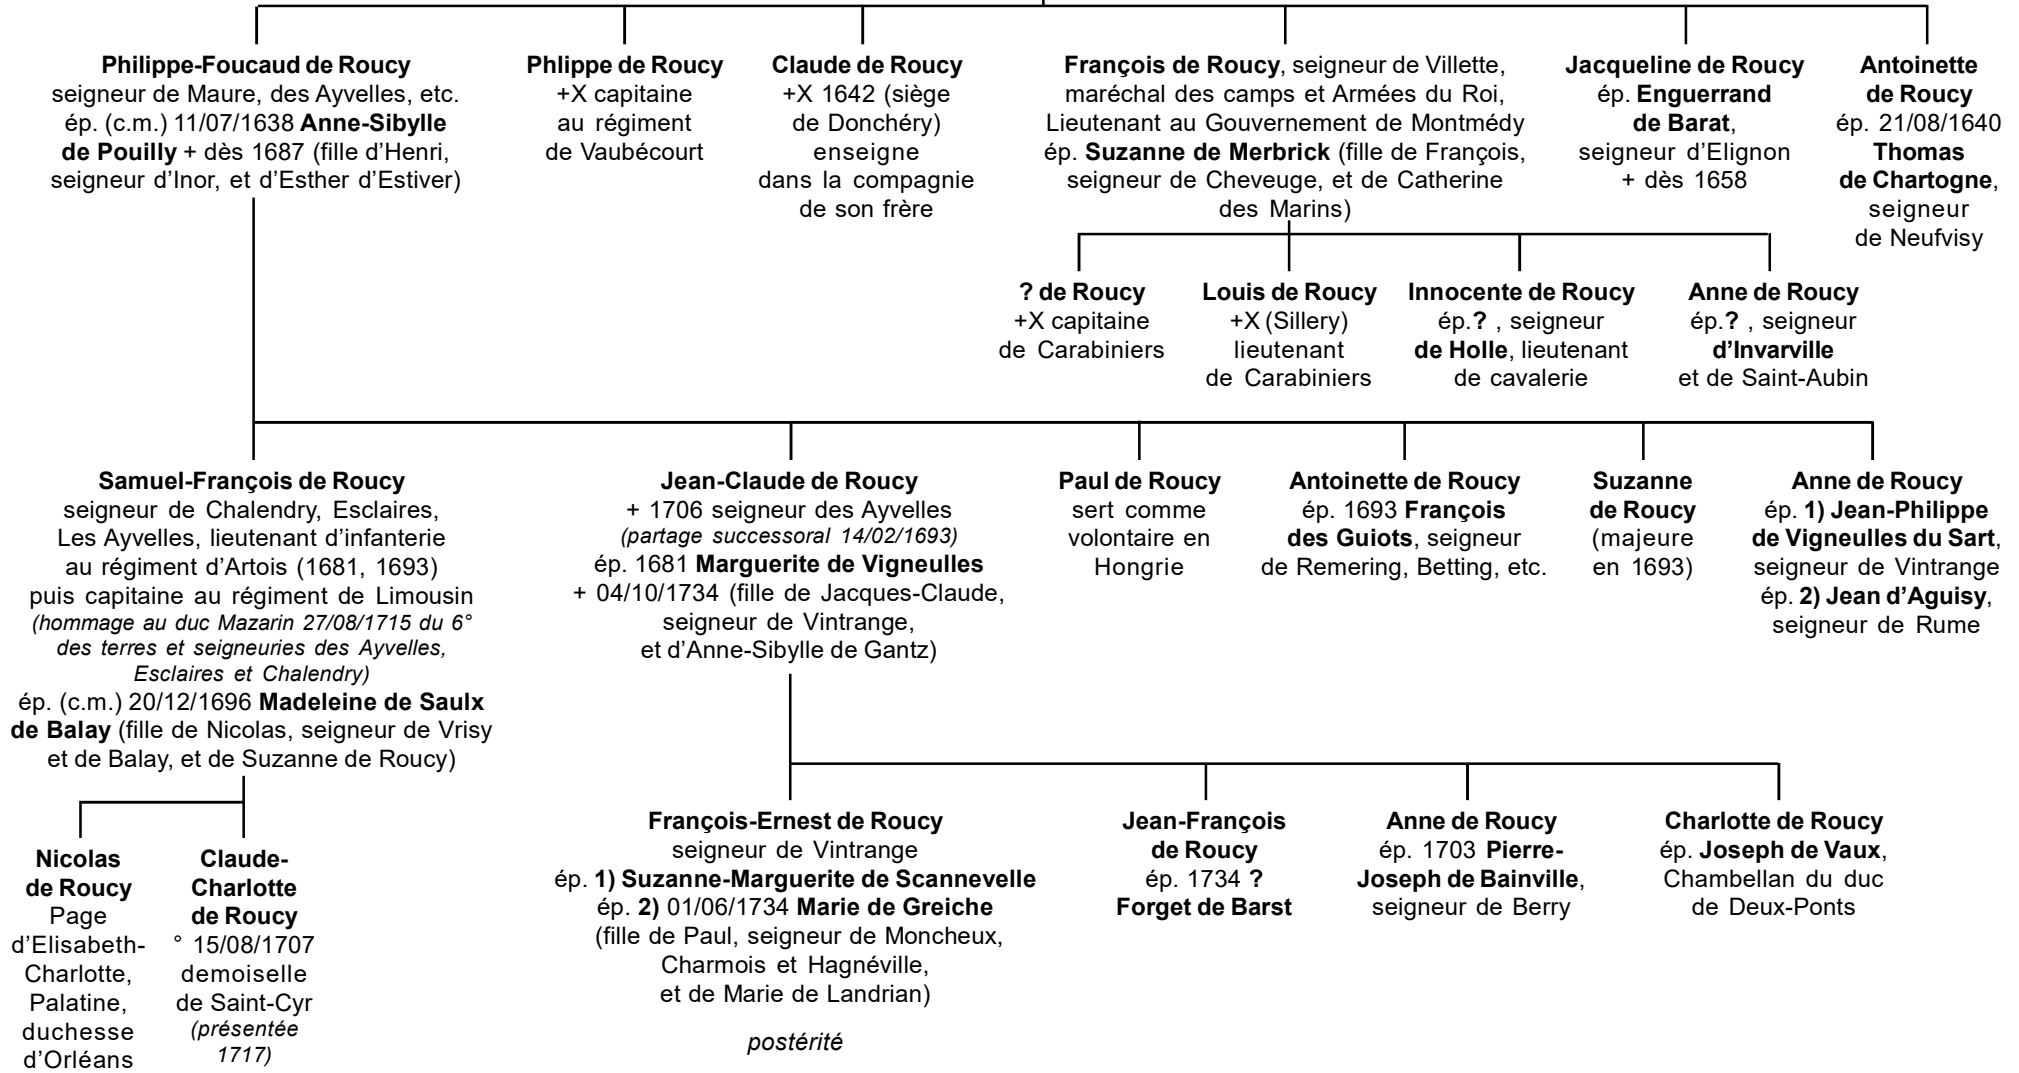 Philippe-Foucaud de Roucy
seigneur de Maure, des Ayvelles, etc.
ép. (c.m.) 11/07/1638 Anne-Sibylle
de Pouilly + dès 1687 (fille d'Henri,
seigneur d'Inor, et d'Esther d'Estiver)
Phlippe de Roucy
+X capitaine
au régiment
de Vaubécourt
Claude de Roucy
+X 1642 (siège
de Donchéry)
enseigne
dans la compagnie
de son frère
François de Roucy, seigneur de Villette,
maréchal des camps et Armées du Roi,
Lieutenant au Gouvernement de Montmédy
ép. Suzanne de Merbrick (fille de François,
seigneur de Cheveuge, et de Catherine
des Marins)
Jacqueline de Roucy
ép. Enguerrand
de Barat,
seigneur d'Elignon
+ dès 1658
Antoinette
de Roucy
ép. 21/08/1640
Thomas
de Chartogne,
seigneur
de Neufvisy
? de Roucy
+X capitaine
de Carabiniers
Louis de Roucy
+X (Sillery)
lieutenant
de Carabiniers
Innocente de Roucy
ép.? , seigneur
de Holle, lieutenant
de cavalerie
Anne de Roucy
ép.? , seigneur
d'Invarville
et de Saint-Aubin
Samuel-François de Roucy
seigneur de Chalendry, Esclaires,
Les Ayvelles, lieutenant d'infanterie
au régiment d'Artois (1681, 1693)
puis capitaine au régiment de Limousin
(hommage au duc Mazarin 27/08/1715 du 6°
des terres et seigneuries des Ayvelles,
Esclaires et Chalendry)
ép. (c.m.) 20/12/1696 Madeleine de Saulx
de Balay (fille de Nicolas, seigneur de Vrisy
et de Balay, et de Suzanne de Roucy)
Jean-Claude de Roucy
+ 1706 seigneur des Ayvelles
(partage successoral 14/02/1693)
ép. 1681 Marguerite de Vigneulles
+ 04/10/1734 (fille de Jacques-Claude,
seigneur de Vintrange,
et d'Anne-Sibylle de Gantz)
Paul de Roucy
sert comme
volontaire en
Hongrie
Antoinette de Roucy
ép. 1693 François
des Guiots, seigneur
de Remering, Betting, etc.
Suzanne
de Roucy
(majeure
en 1693)
Anne de Roucy
ép. 1) Jean-Philippe
de Vigneulles du Sart,
seigneur de Vintrange
ép. 2) Jean d'Aguisy,
seigneur de Rume
Nicolas
de Roucy
Page
d'Elisabeth-
Charlotte,
Palatine,
duchesse
d'Orléans
Claude-
Charlotte
de Roucy
° 15/08/1707
demoiselle
de Saint-Cyr
(présentée
1717)
François-Ernest de Roucy
seigneur de Vintrange
ép. 1) Suzanne-Marguerite de Scannevelle
ép. 2) 01/06/1734 Marie de Greiche
(fille de Paul, seigneur de Moncheux,
Charmois et Hagnéville,
et de Marie de Landrian)
postérité
Jean-François
de Roucy
ép. 1734 ?
Forget de Barst
Anne de Roucy
ép. 1703 Pierre-
Joseph de Bainville,
seigneur de Berry
Charlotte de Roucy
ép. Joseph de Vaux,
Chambellan du duc
de Deux-Ponts